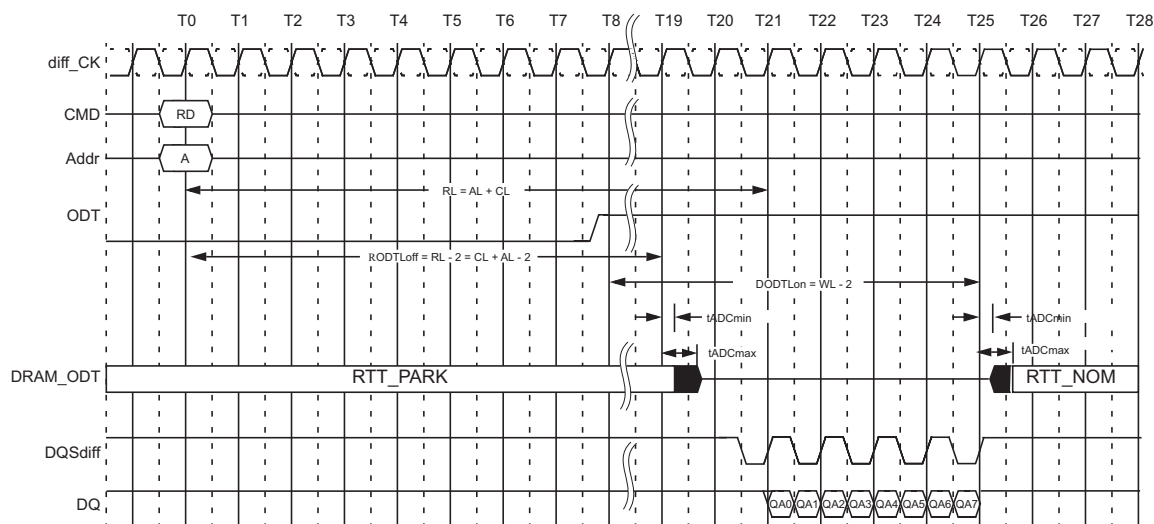 T0 T1 T2 T3 T4 T5 T6 T7 T8 T19 T20 T21 T22 T23 T24 T25 T26 T27 T28
diff_CK
CMD RD
Addr A
RL = AL + CL
ODT
RODTLoff = RL - 2 = CL + AL - 2
DODTLon = WL - 2
tADCmin tADCmin
tADCmax tADCmax
DRAM_ODT RTT_PARK RTT_NOM
DQSdiff
DQ QA0 QA1 QA2 QA3 QA4 QA5 QA6 QA7